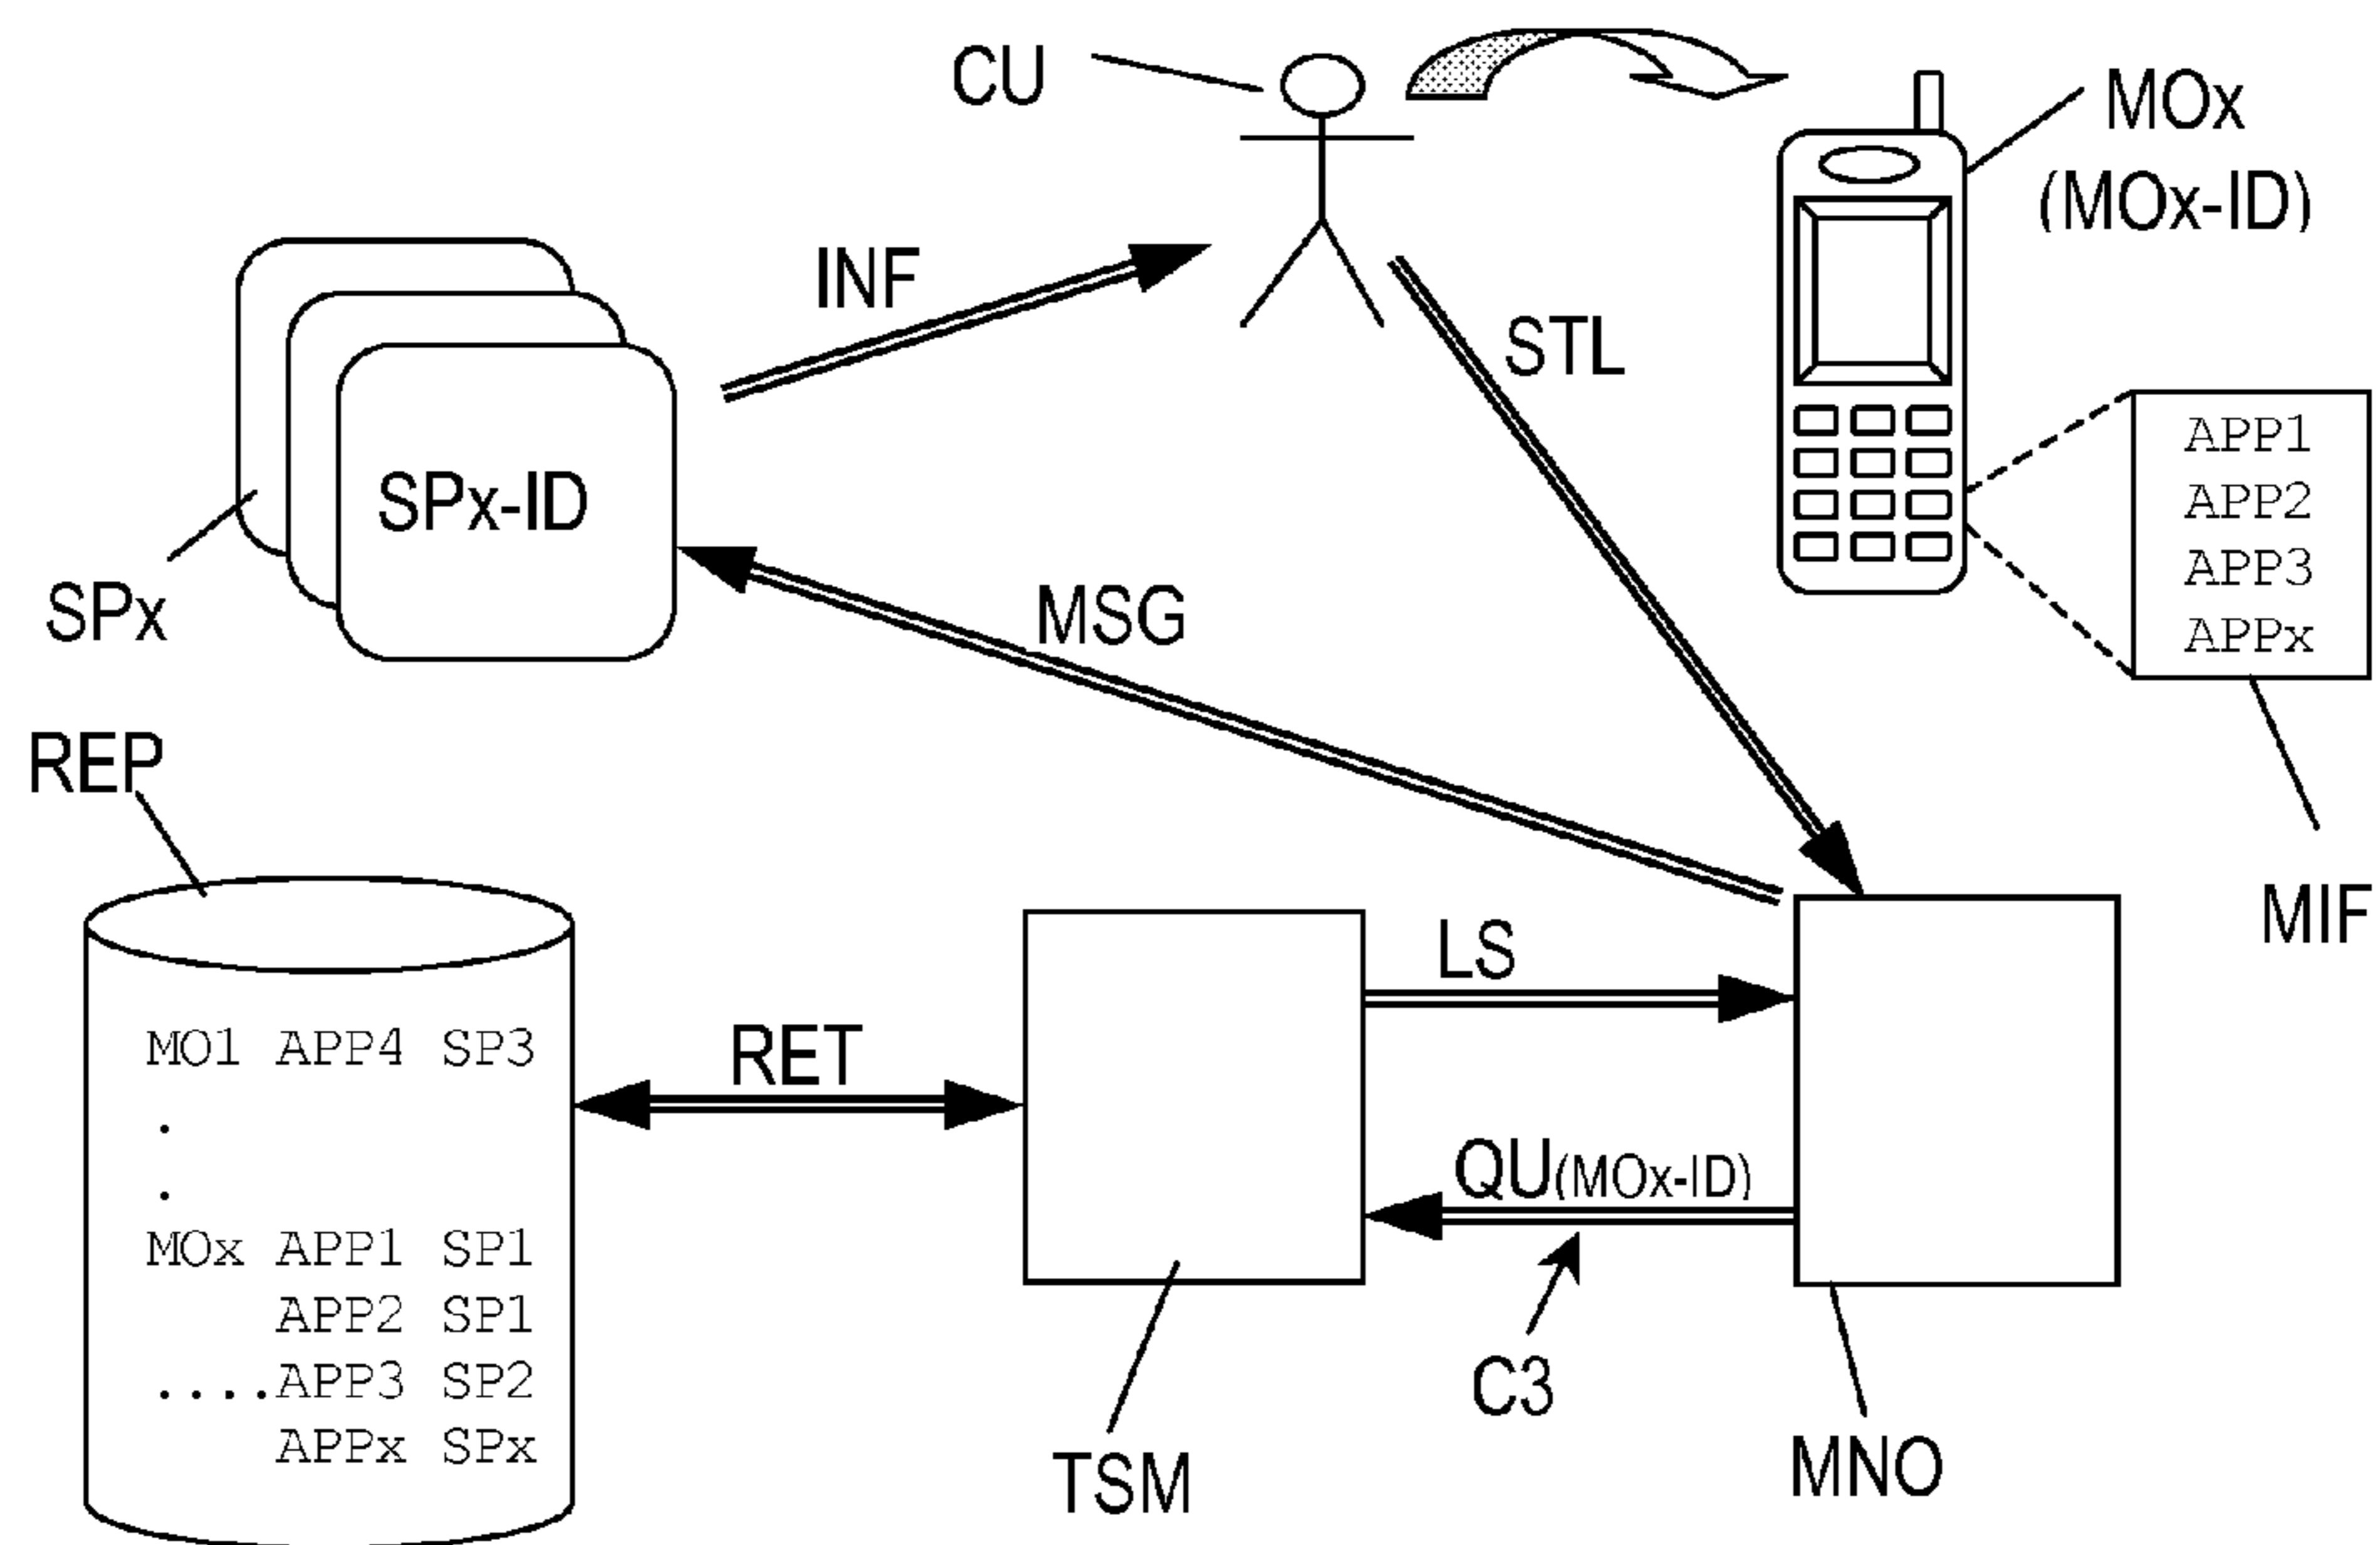 CU
MOx
(MOx-ID)
INF
STL
APP1
APP2
APP3
APPx
SPx-ID
SPx
MSG
REP
MIF
LS
RET
MO1 APP4 SP3
.
.
MOx APP1 SP1
APP2 SP1
....APP3 SP2
APPx SPx
QU(MOx-ID)
C3
TSM
MNO